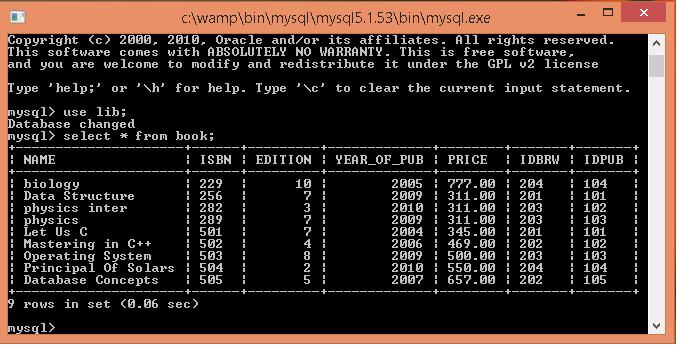 c:\wamp\bin\mysql\mysql5.1.53\bin\mysql.exe
Copyright (c) 2000, 2010, Oracle and/or its affiliates. All rights reserved.
This software comes with ABSOLUTELY NO WARRANTY. This is free software,
and you are welcome to modify and redistribute it under the GPL v2 license
Type 'help;' or '\h' for help. Type '\c' to clear the current input statement.
mysql> use lib;
Database changed
mysql> select * from book;
+---------------------+------+---------+-------------+--------+-------+-------+
| NAME                | ISBN | EDITION | YEAR_OF_PUB | PRICE  | IDBRW | IDPUB |
+---------------------+------+---------+-------------+--------+-------+-------+
| biology             | 229  |      10 |        2005 | 777.00 | 204   | 104   |
| Data Structure      | 256  |       7 |        2009 | 311.00 | 201   | 101   |
| physics inter       | 282  |       3 |        2010 | 311.00 | 203   | 102   |
| physics             | 289  |       7 |        2009 | 311.00 | 203   | 103   |
| Let Us C            | 501  |       7 |        2004 | 345.00 | 201   | 101   |
| Mastering in C++    | 502  |       4 |        2006 | 469.00 | 202   | 102   |
| Operating System    | 503  |       8 |        2009 | 500.00 | 203   | 103   |
| Principal Of Solars | 504  |       2 |        2010 | 550.00 | 204   | 104   |
| Database Concepts   | 505  |       5 |        2007 | 657.00 | 202   | 105   |
+---------------------+------+---------+-------------+--------+-------+-------+
9 rows in set (0.06 sec)
mysql>